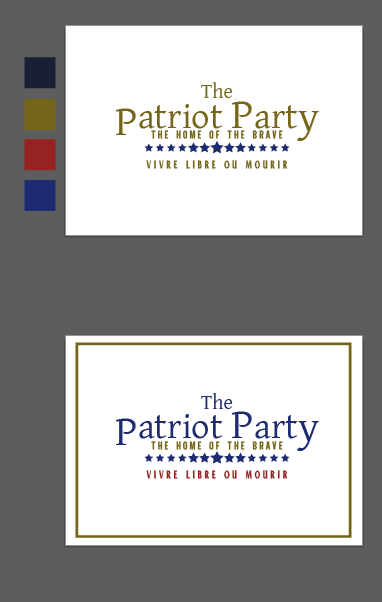 The
Patriot Party
THE HOME OF THE BRAVE
VIVRE LIBRE OU MOURIR
The
Patriot Party
THE HOME OF THE BRAVE
VIVRE LIBRE OU MOURIR